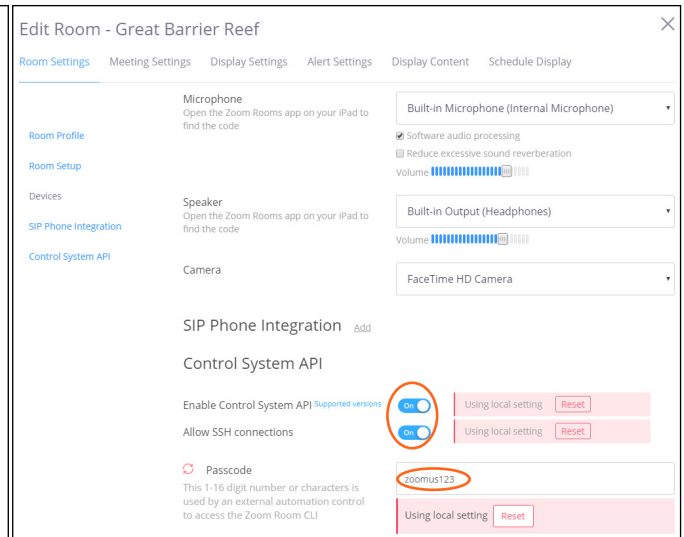 Edit Room - Great Barrier Reef
Room Settings Meeting Settings Display Settings Alert Settings Display Content Schedule Display
Room Profile
Room Setup
Devices
SIP Phone Integration
Control System API
Microphone
Open the Zoom Rooms app on your iPad to
find the code
Built-in Microphone (Internal Microphone)
Software audio processing
Reduce excessive sound reverberation
Volume
Speaker
Open the Zoom Rooms app on your iPad to
find the code
Built-in Output (Headphones)
Volume
Camera
FaceTime HD Camera
SIP Phone Integration Add
Control System API
Enable Control System API Supported versions On Using local setting Reset
Allow SSH connections On Using local setting Reset
Passcode
This 1-16 digit number or characters is
used by an external automation control
to access the Zoom Room CLI
zoomus123
Using local setting Reset